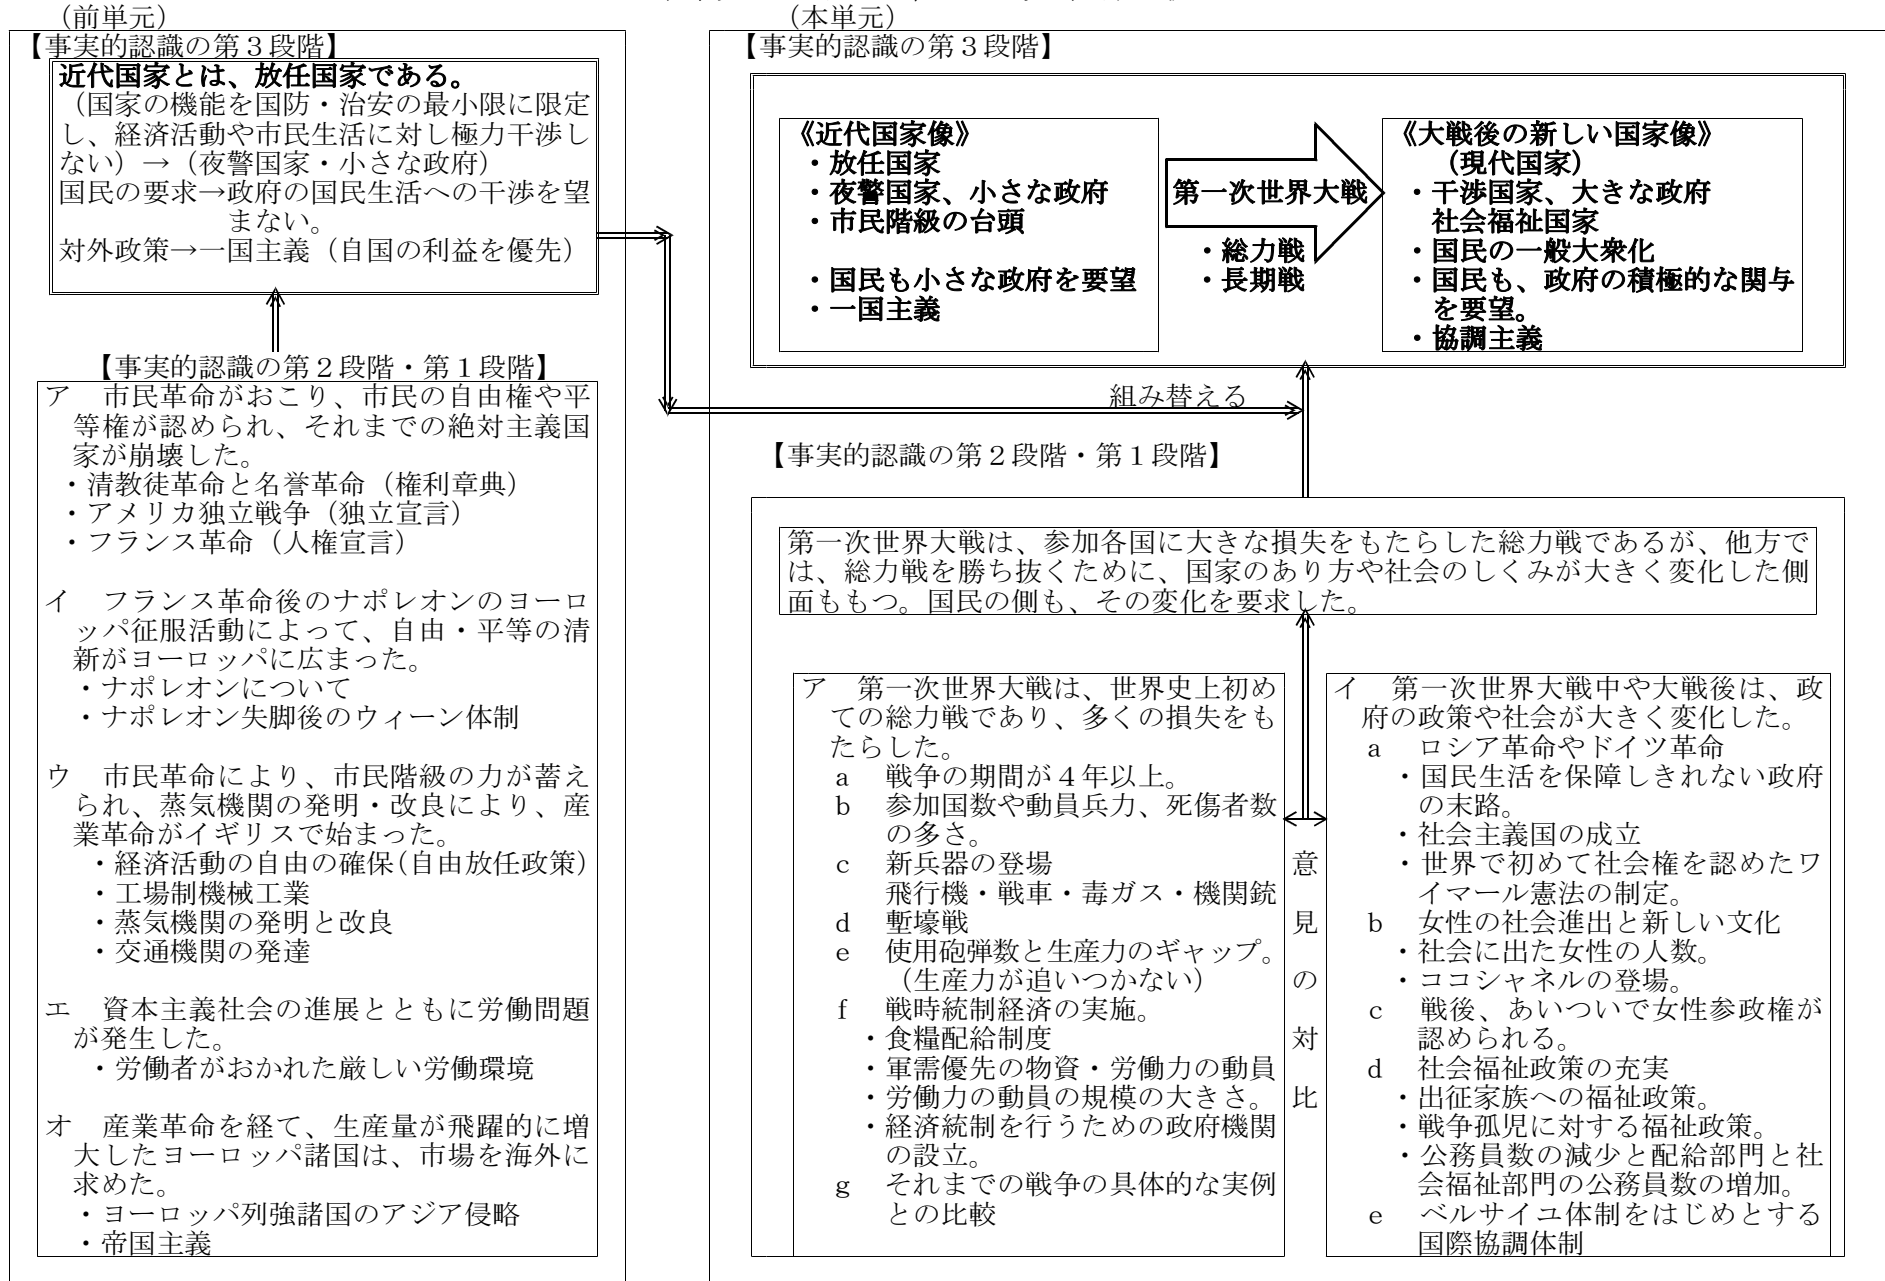 （前単元）
【事実的認識の第３段階】
近代国家とは、放任国家である。
（国家の機能を国防・治安の最小限に限定
し、経済活動や市民生活に対し極力干渉し
ない）→（夜警国家・小さな政府）
国民の要求→政府の国民生活への干渉を望
まない。
対外政策→一国主義（自国の利益を優先）
【事実的認識の第２段階・第１段階】
ア　市民革命がおこり、市民の自由権や平
等権が認められ、それまでの絶対主義国
家が崩壊した。
・清教徒革命と名誉革命（権利章典）
・アメリカ独立戦争（独立宣言）
・フランス革命（人権宣言）
イ　フランス革命後のナポレオンのヨーロ
ッパ征服活動によって、自由・平等の清
新がヨーロッパに広まった。
・ナポレオンについて
・ナポレオン失脚後のウィーン体制
ウ　市民革命により、市民階級の力が蓄え
られ、蒸気機関の発明・改良により、産
業革命がイギリスで始まった。
・経済活動の自由の確保(自由放任政策)
・工場制機械工業
・蒸気機関の発明と改良
・交通機関の発達
エ　資本主義社会の進展とともに労働問題
が発生した。
・労働者がおかれた厳しい労働環境
オ　産業革命を経て、生産量が飛躍的に増
大したヨーロッパ諸国は、市場を海外に
求めた。
・ヨーロッパ列強諸国のアジア侵略
・帝国主義
（本単元）
【事実的認識の第３段階】
《近代国家像》
・放任国家
・夜警国家、小さな政府
・市民階級の台頭
・国民も小さな政府を要望
・一国主義
第一次世界大戦
・総力戦
・長期戦
《大戦後の新しい国家像》
（現代国家）
・干渉国家、大きな政府
社会福祉国家
・国民の一般大衆化
・国民も、政府の積極的な関与
を要望。
・協調主義
組み替える
【事実的認識の第２段階・第１段階】
第一次世界大戦は、参加各国に大きな損失をもたらした総力戦であるが、他方で
は、総力戦を勝ち抜くために、国家のあり方や社会のしくみが大きく変化した側
面ももつ。国民の側も、その変化を要求した。
ア　第一次世界大戦は、世界史上初め
ての総力戦であり、多くの損失をも
たらした。
a　戦争の期間が４年以上。
b　参加国数や動員兵力、死傷者数
の多さ。
c　新兵器の登場
飛行機・戦車・毒ガス・機関銃
d　塹壕戦
e　使用砲弾数と生産力のギャップ。
（生産力が追いつかない）
f　戦時統制経済の実施。
・食糧配給制度
・軍需優先の物資・労働力の動員
・労働力の動員の規模の大きさ。
・経済統制を行うための政府機関
の設立。
g　それまでの戦争の具体的な実例
との比較
意
見
の
対
比
イ　第一次世界大戦中や大戦後は、政
府の政策や社会が大きく変化した。
a　ロシア革命やドイツ革命
・国民生活を保障しきれない政府
の末路。
・社会主義国の成立
・世界で初めて社会権を認めたワ
イマール憲法の制定。
b　女性の社会進出と新しい文化
・社会に出た女性の人数。
・ココシャネルの登場。
c　戦後、あいついで女性参政権が
認められる。
d　社会福祉政策の充実
・出征家族への福祉政策。
・戦争孤児に対する福祉政策。
・公務員数の減少と配給部門と社
会福祉部門の公務員数の増加。
e　ベルサイユ体制をはじめとする
国際協調体制